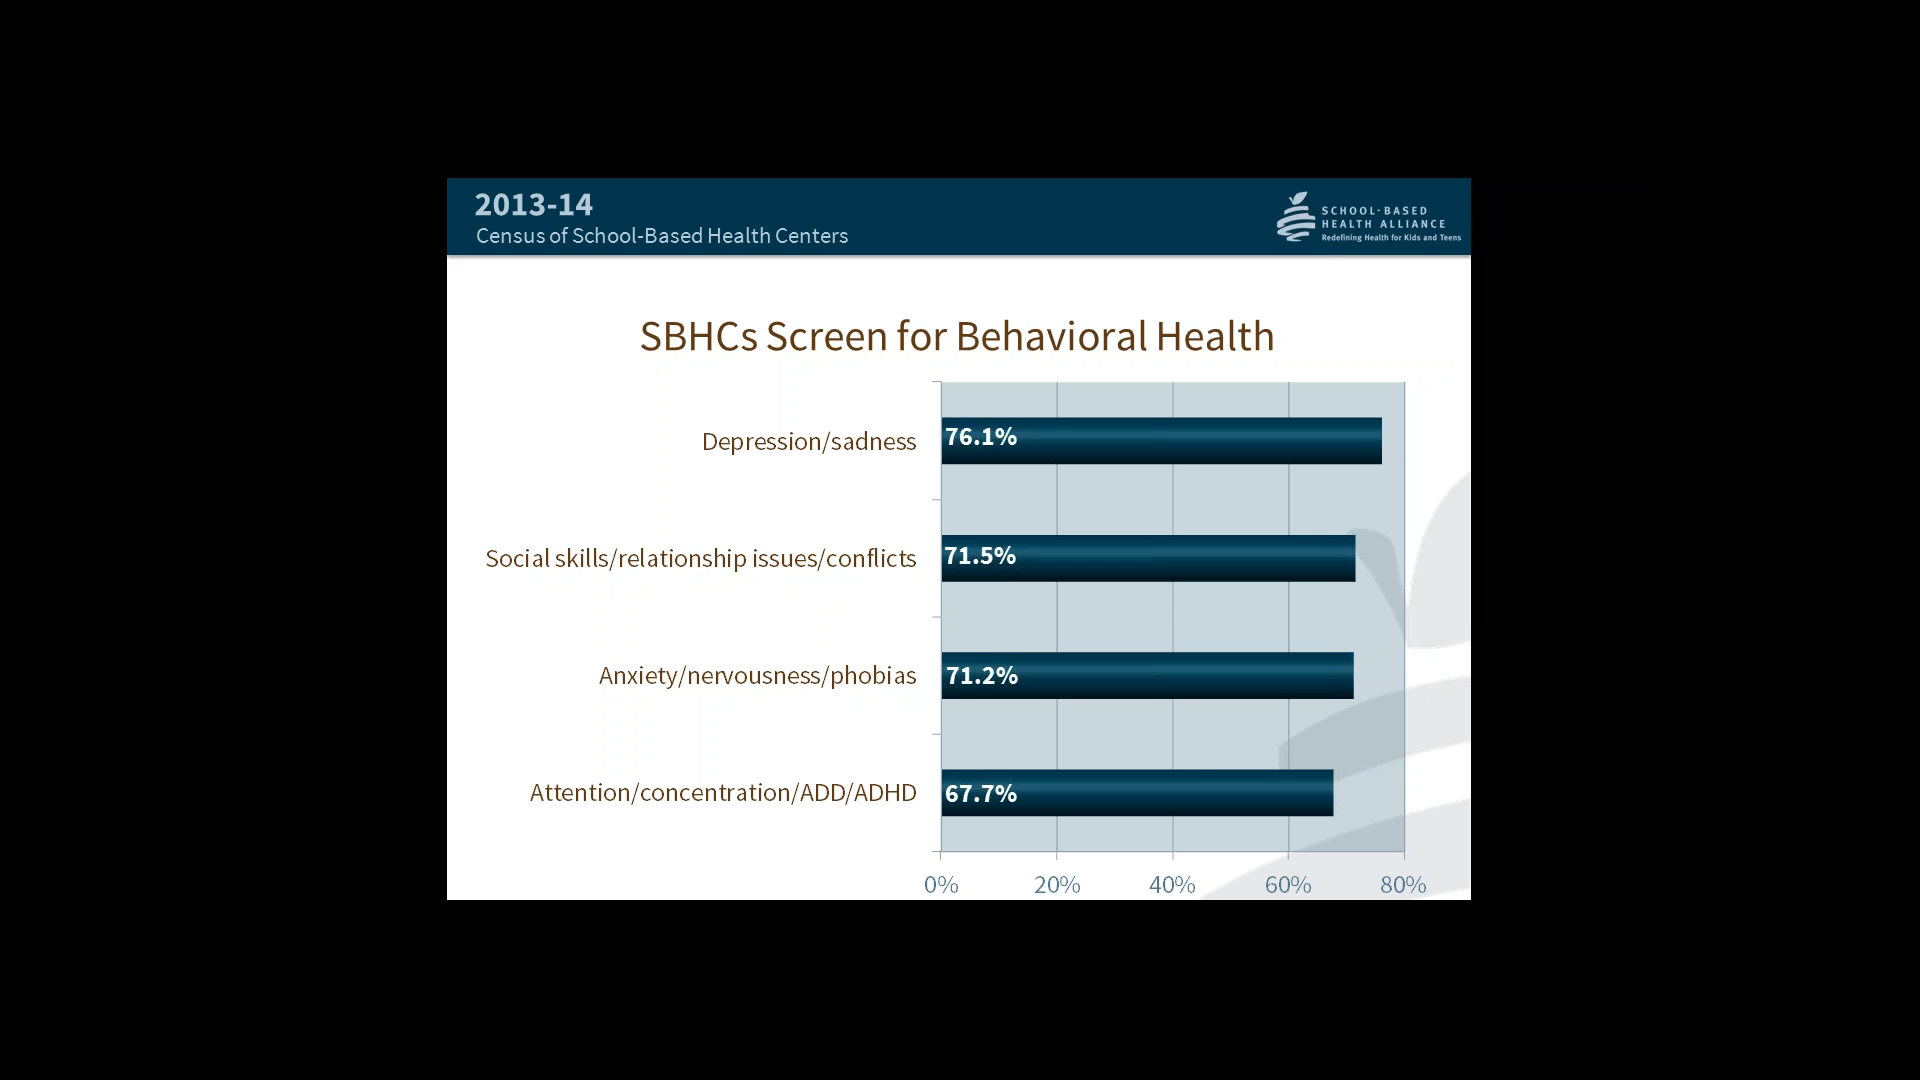 2013-14
Census of School-Based Health Centers
SCHOOL-BASED
HEALTH ALLIANCE
Redefining Health for Kids and Teens
SBHCs Screen for Behavioral Health
Depression/sadness 76.1%
Social skills/relationship issues/conflicts 71.5%
Anxiety/nervousness/phobias 71.2%
Attention/concentration/ADD/ADHD 67.7%
0% 20% 40% 60% 80%